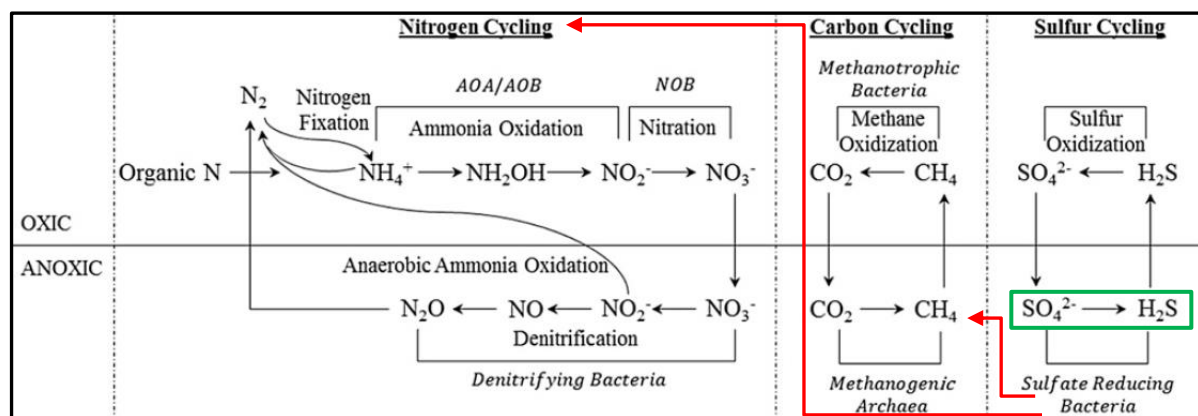 Nitrogen Cycling
Carbon Cycling
Sulfur Cycling
Methanotrophic
Bacteria
AOA/AOB
NOB
N₂
Nitrogen
Fixation
Ammonia Oxidation
Nitration
Methane
Oxidization
Sulfur
Oxidization
Organic N
NH₄⁺
NH₂OH
NO₂⁻
NO₃⁻
CO₂
CH₄
SO₄²⁻
H₂S
OXIC
ANOXIC
Anaerobic Ammonia Oxidation
N₂O
NO
NO₂⁻
NO₃⁻
CO₂
CH₄
SO₄²⁻
H₂S
Denitrification
Denitrifying Bacteria
Methanogenic
Archaea
Sulfate Reducing
Bacteria